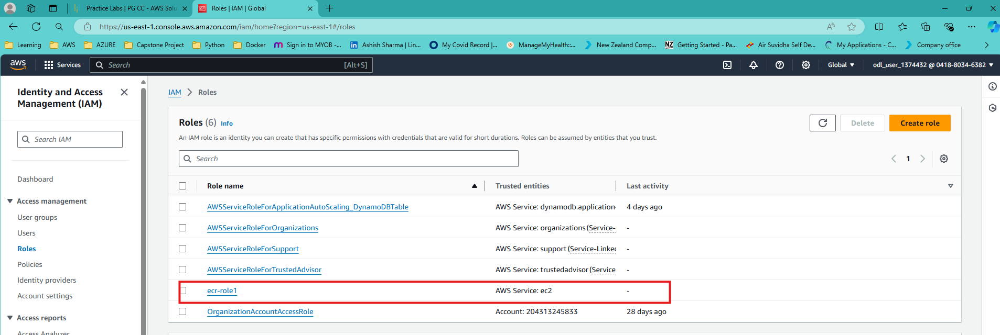 Practice Labs | PG CC - AWS Solu
Roles | IAM | Global
https://us-east-1.console.aws.amazon.com/iam/home?region=us-east-1#/roles
Learning AWS AZURE Capstone Project Python Docker Sign in to MYOB -... Ashish Sharma | Lin... My Covid Record |... ManageMyHealth::... New Zealand Comp... NZ Getting Started - Pa... Air Suvidha Self De... My Applications - C... Company office
aws Services Search [Alt+S] Global odl_user_1374432 @ 0418-8034-6382
Identity and Access
Management (IAM)
Search IAM
Dashboard
Access management
User groups
Users
Roles
Policies
Identity providers
Account settings
Access reports
Access Analyzer
IAM > Roles
Roles (6) Info
Delete
Create role
An IAM role is an identity you can create that has specific permissions with credentials that are valid for short durations. Roles can be assumed by entities that you trust.
Search
1
Role name Trusted entities Last activity
AWSServiceRoleForApplicationAutoScaling_DynamoDBTable AWS Service: dynamodb.application- 4 days ago
AWSServiceRoleForOrganizations AWS Service: organizations (Service- -
AWSServiceRoleForSupport AWS Service: support (Service-Linked -
AWSServiceRoleForTrustedAdvisor AWS Service: trustedadvisor (Service -
ecr-role1 AWS Service: ec2 -
OrganizationAccountAccessRole Account: 204313245833 28 days ago